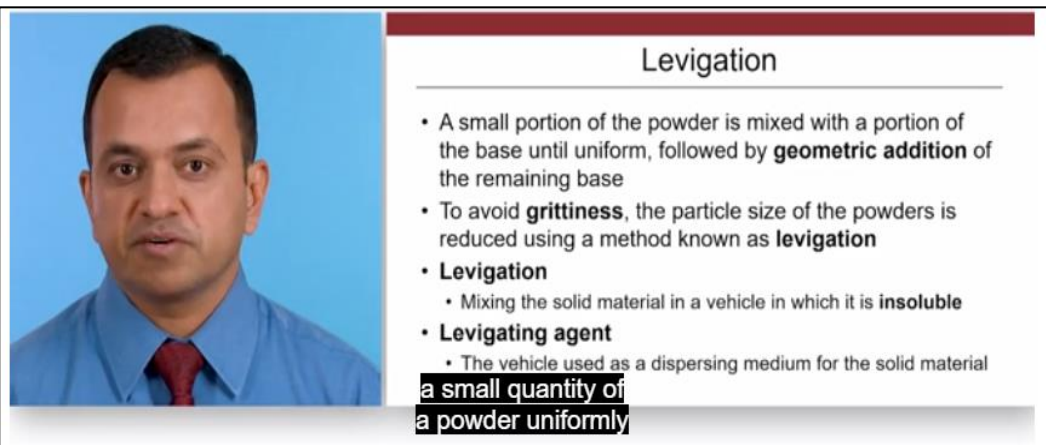 Levigation
• A small portion of the powder is mixed with a portion of
the base until uniform, followed by geometric addition of
the remaining base
• To avoid grittiness, the particle size of the powders is
reduced using a method known as levigation
• Levigation
• Mixing the solid material in a vehicle in which it is insoluble
• Levigating agent
• The vehicle used as a dispersing medium for the solid material
a small quantity of
a powder uniformly